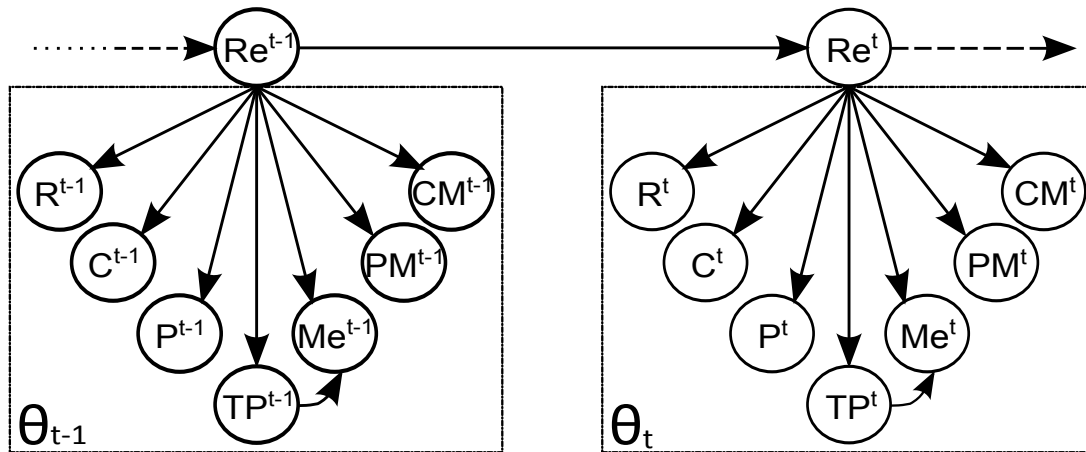 Re^t-1
Re^t
R^t-1
CM^t-1
C^t-1
PM^t-1
P^t-1
Me^t-1
TP^t-1
θ_t-1
R^t
CM^t
C^t
PM^t
P^t
Me^t
TP^t
θ_t